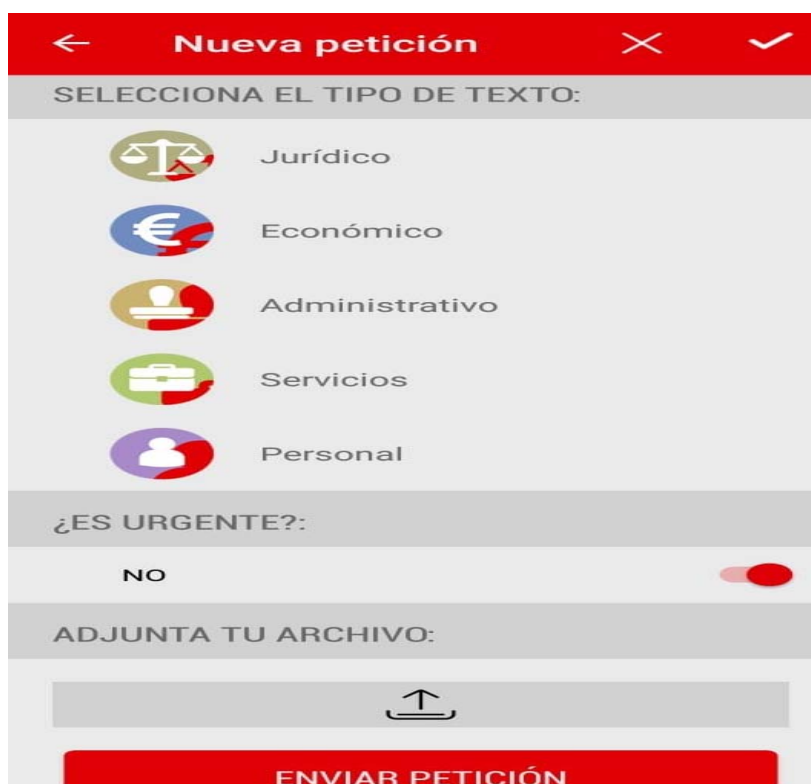 Nueva petición
SELECCIONA EL TIPO DE TEXTO:
Jurídico
Económico
Administrativo
Servicios
Personal
¿ES URGENTE?:
NO
ADJUNTA TU ARCHIVO:
ENVIAR PETICIÓN